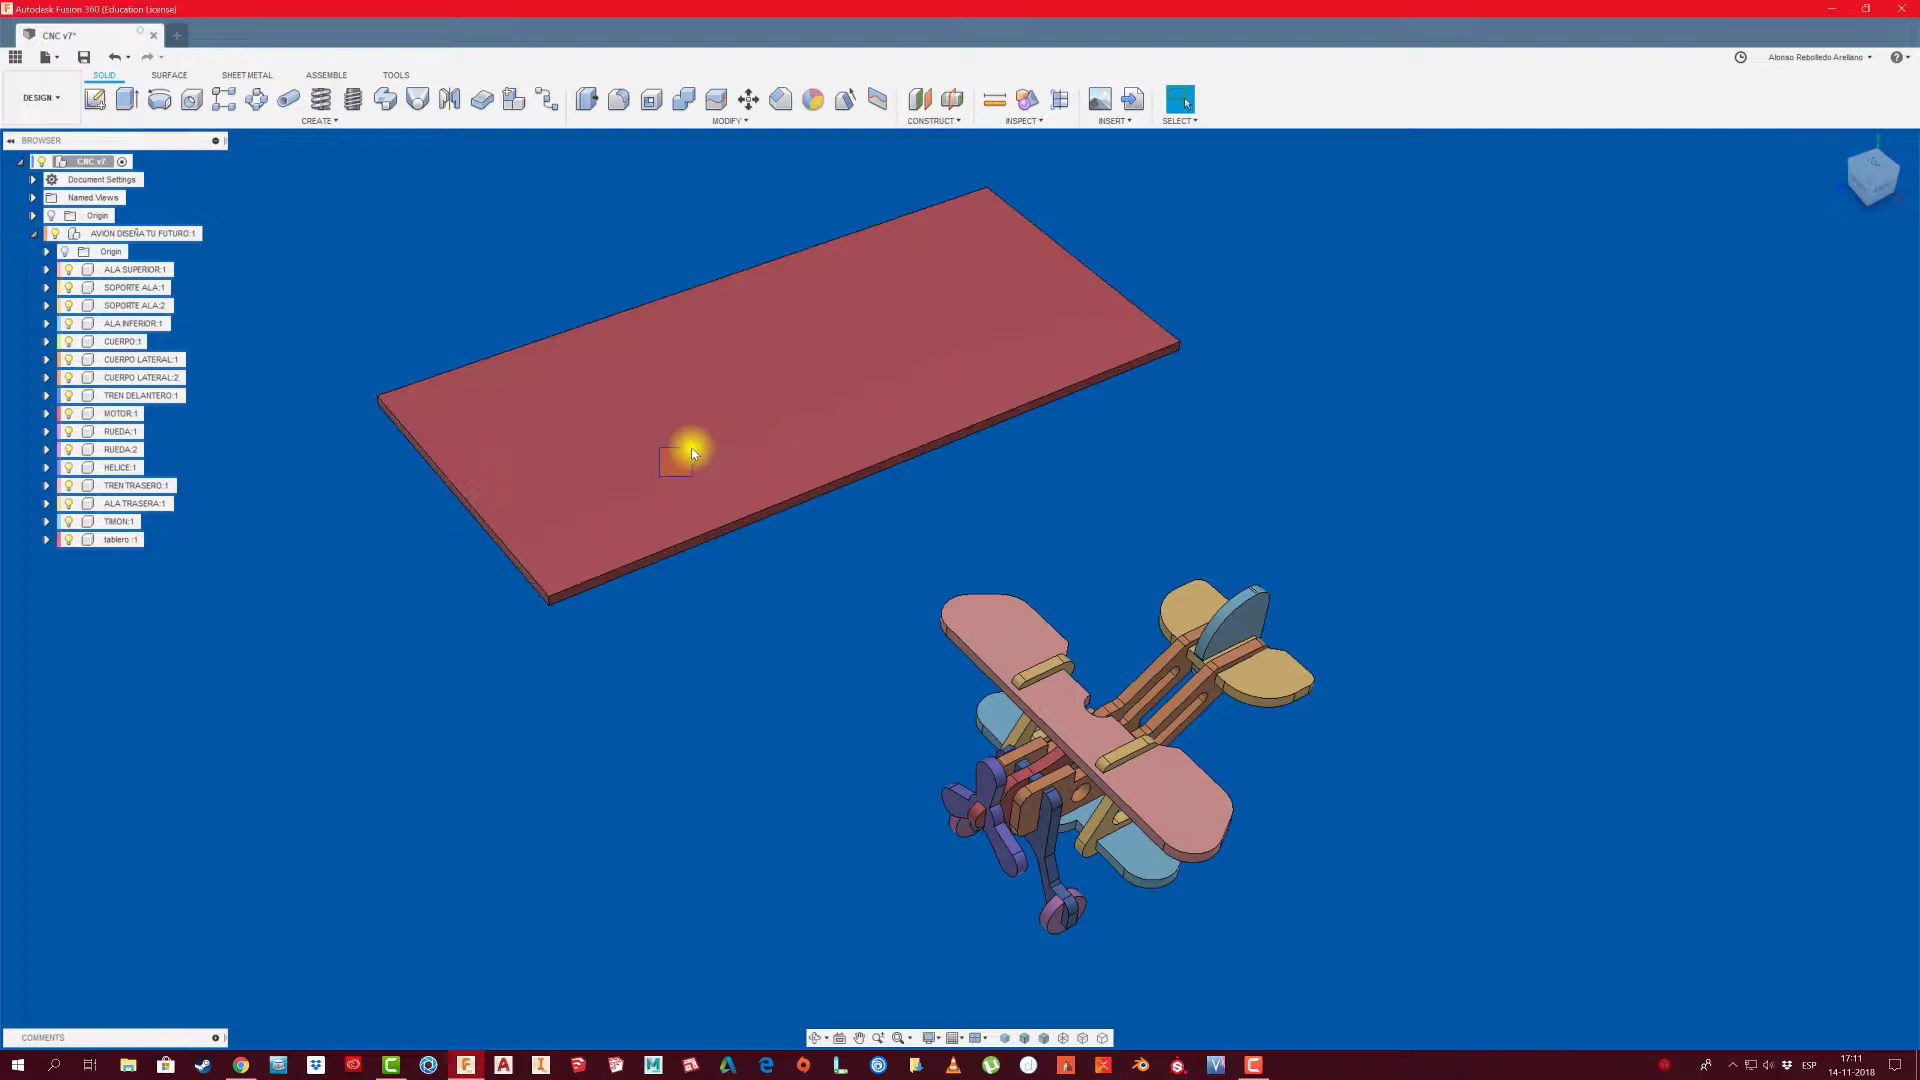 Autodesk Fusion 360 (Education License)
CNC v7*
Alonso Rebolledo Arellano
SOLID SURFACE SHEET METAL ASSEMBLE TOOLS
DESIGN
CREATE MODIFY CONSTRUCT INSPECT INSERT SELECT
BROWSER
CNC v7
Document Settings
Named Views
Origin
AVION DISEÑA TU FUTURO:1
Origin
ALA SUPERIOR:1
SOPORTE ALA:1
SOPORTE ALA:2
ALA INFERIOR:1
CUERPO:1
CUERPO LATERAL:1
CUERPO LATERAL:2
TREN DELANTERO:1
MOTOR:1
RUEDA:1
RUEDA:2
HELICE:1
TREN TRASERO:1
ALA TRASERA:1
TIMON:1
tablero :1
COMMENTS
ESP
17:11
14-11-2018